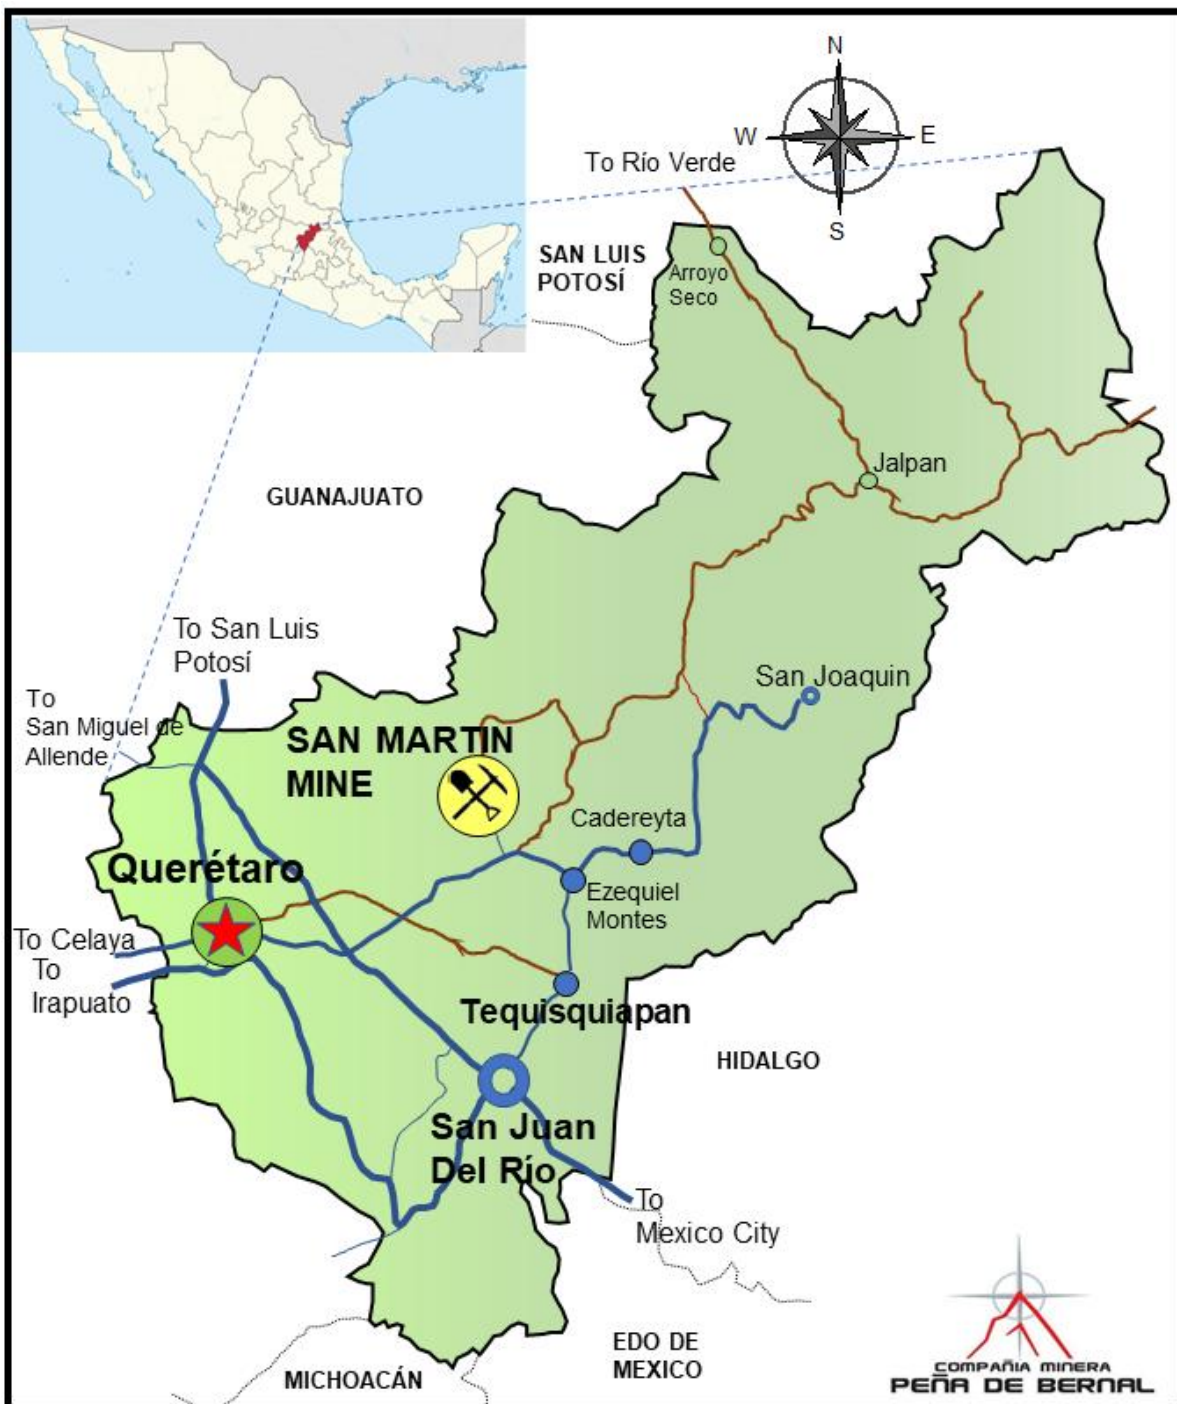 N
W
E
S
To Río Verde
SAN LUIS
POTOSÍ
Arroyo
Seco
Jalpan
GUANAJUATO
To San Luis
Potosí
To
San Miguel de
Allende
San Joaquin
SAN MARTIN
MINE
Cadereyta
Querétaro
Ezequiel
Montes
To Celaya
To
Irapuato
Tequisquiapan
HIDALGO
San Juan
Del Río
To
Mexico City
EDO DE
MEXICO
MICHOACÁN
COMPAÑIA MINERA
PEÑA DE BERNAL